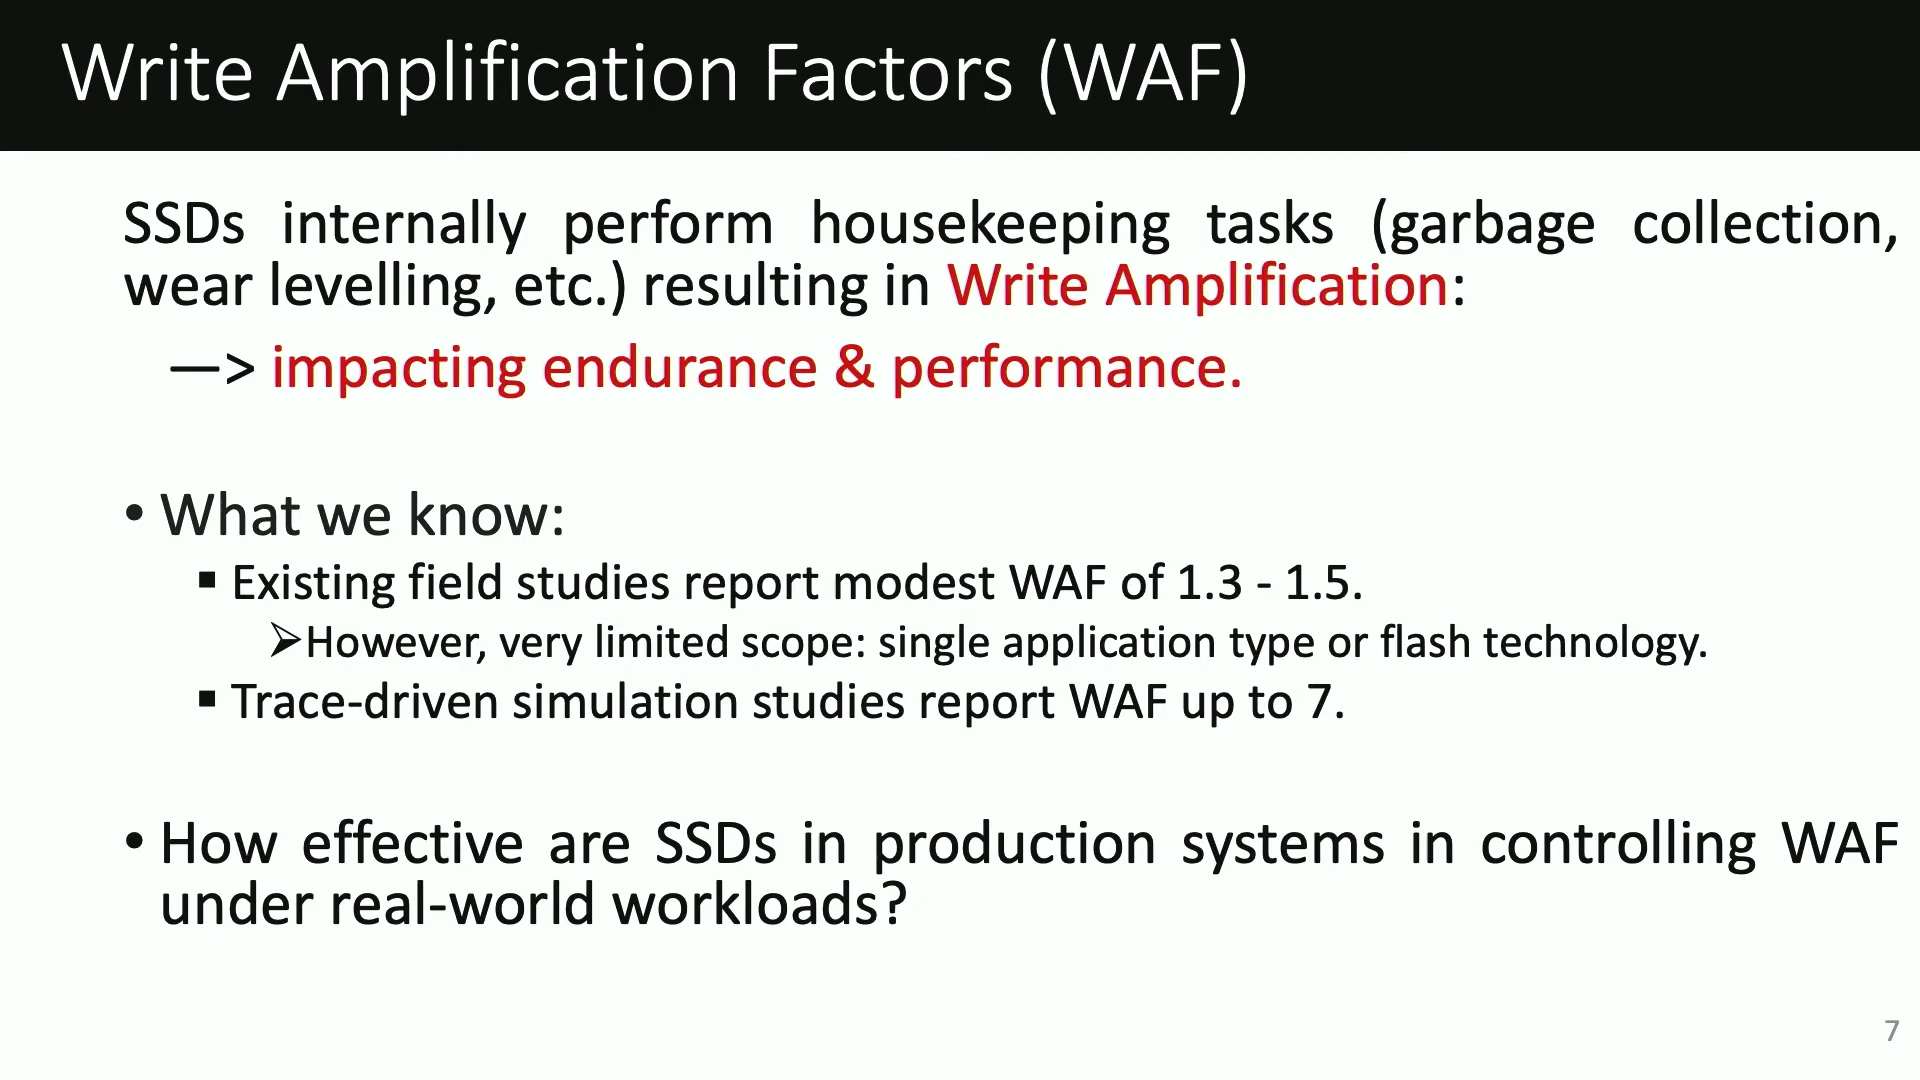 Write Amplification Factors (WAF)
SSDs internally perform housekeeping tasks (garbage collection,
wear levelling, etc.) resulting in Write Amplification:
—> impacting endurance & performance.
• What we know:
▪ Existing field studies report modest WAF of 1.3 - 1.5.
➢However, very limited scope: single application type or flash technology.
▪ Trace-driven simulation studies report WAF up to 7.
• How effective are SSDs in production systems in controlling WAF
under real-world workloads?
7